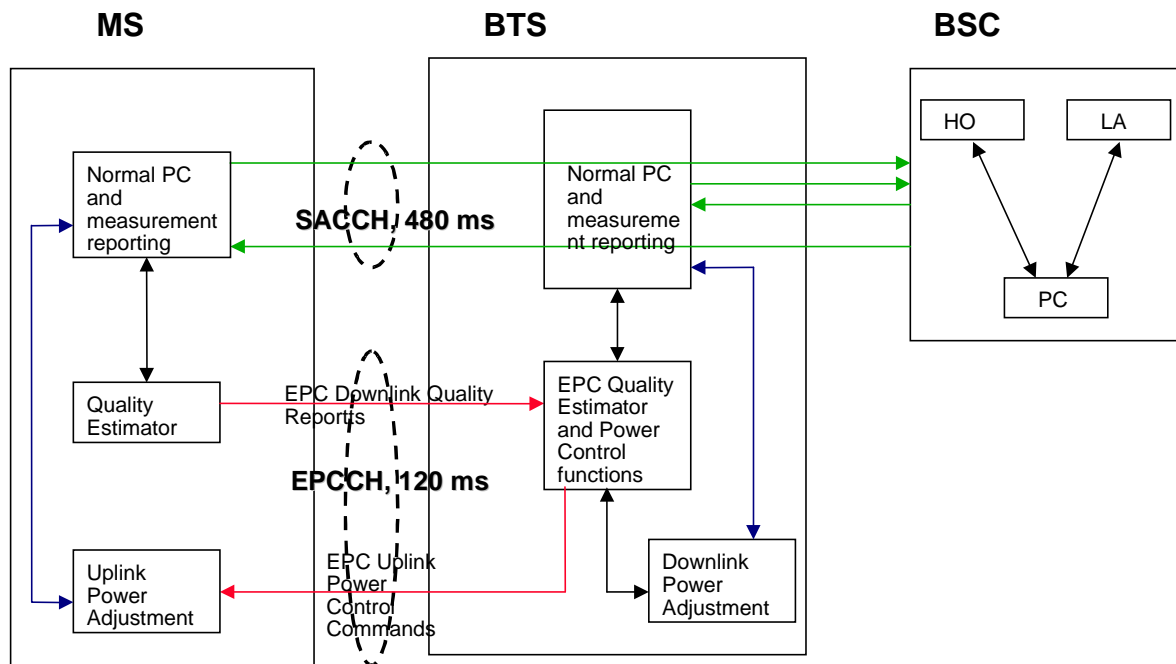 MS
BTS
BSC
HO
LA
PC
Normal PC
and
measurement
reporting
SACCH, 480 ms
Normal PC
and
measureme
nt reporting
Quality
Estimator
EPC Downlink Quality
Reportts
EPC Quality
Estimator
and Power
Control
functions
EPCCH, 120 ms
Uplink
Power
Adjustment
EPC Uplink
Power
Control
Commands
Downlink
Power
Adjustment